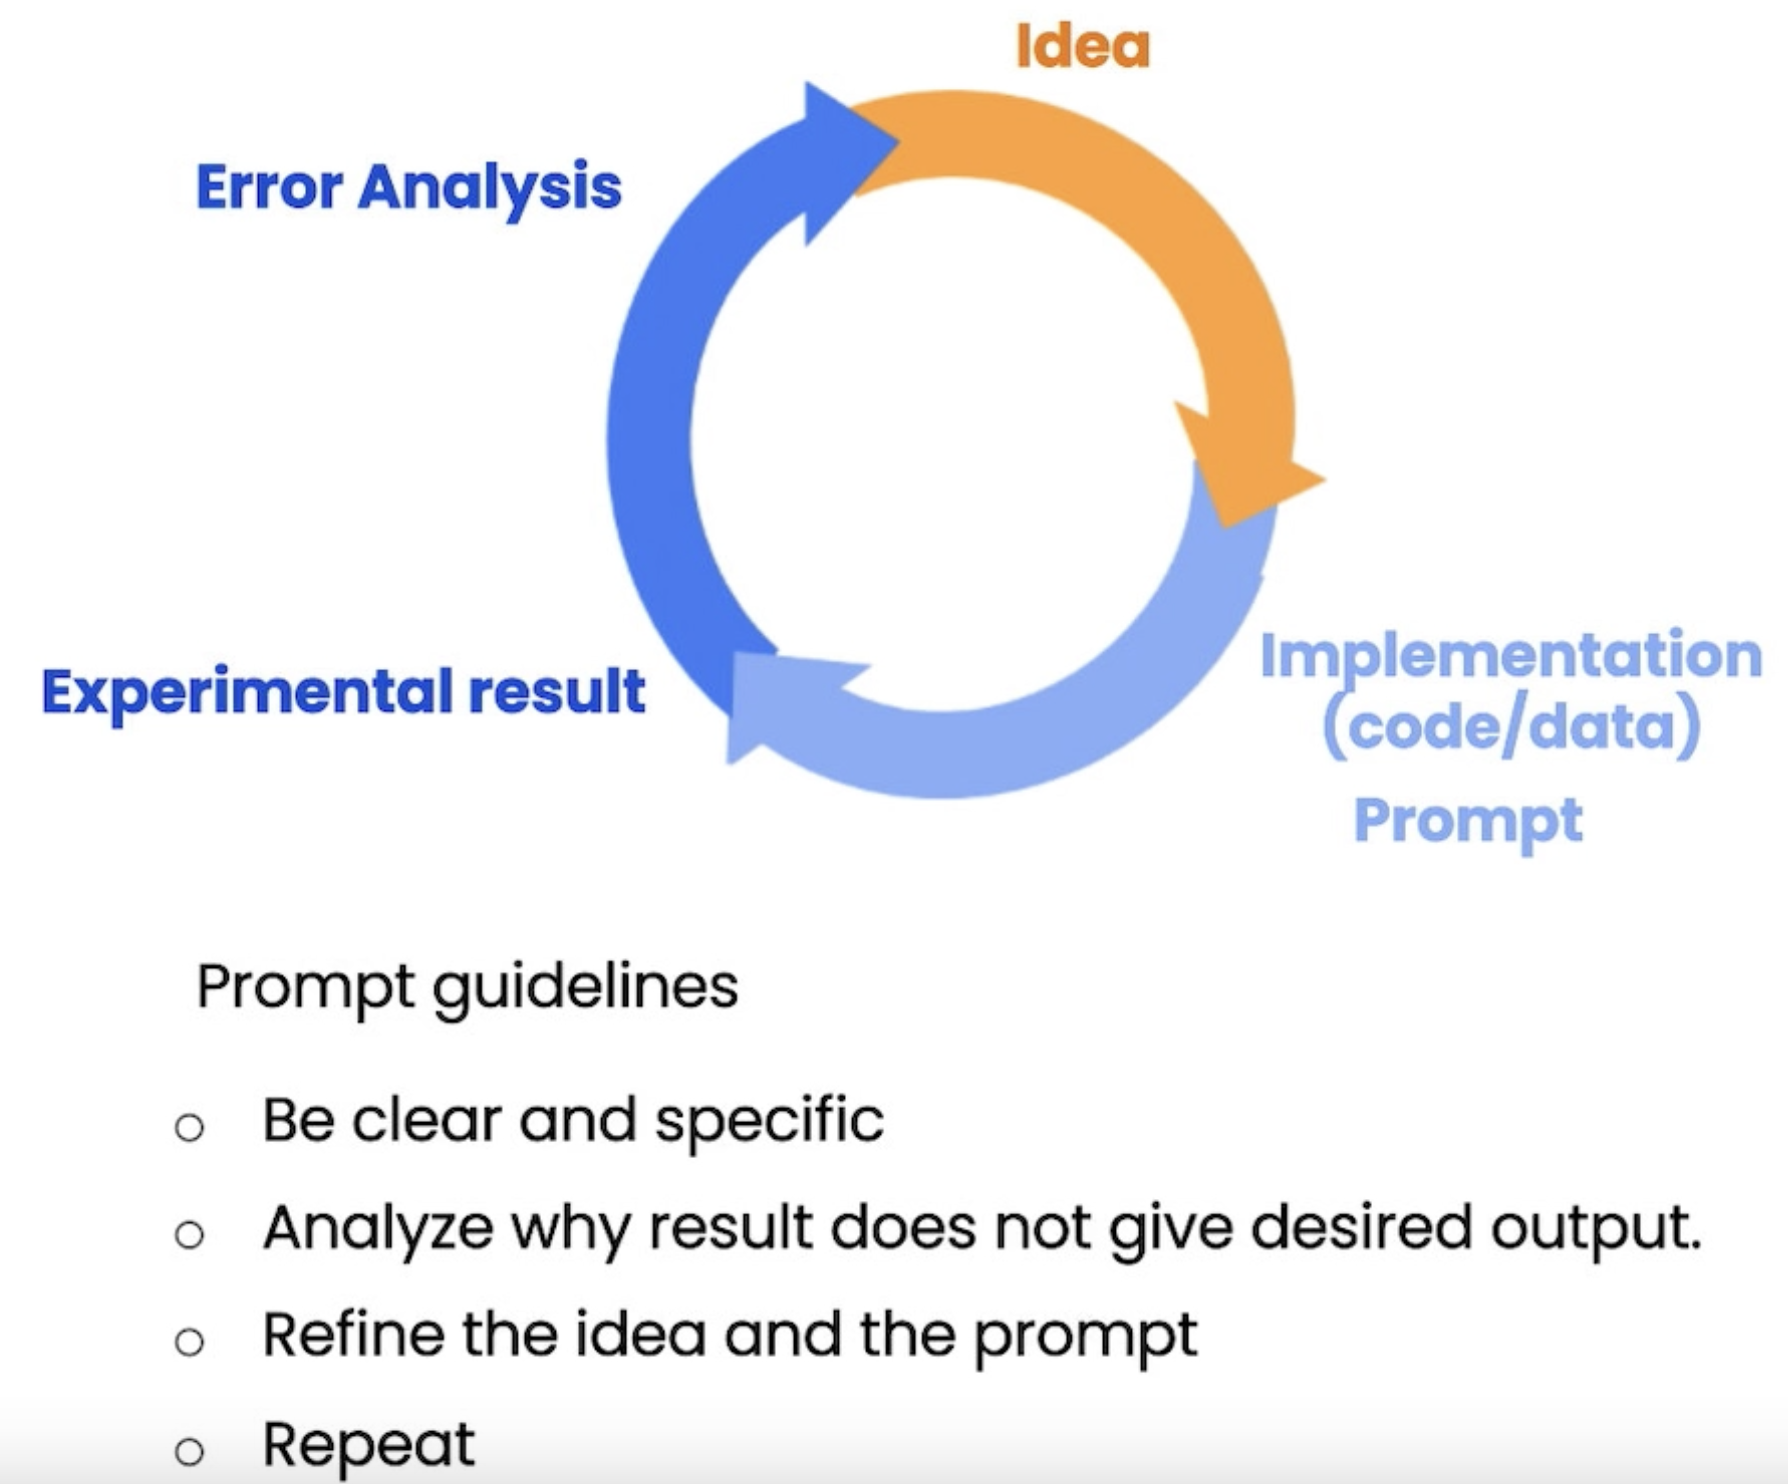 Idea
Error Analysis
Experimental result
Implementation
(code/data)
Prompt
Prompt guidelines
○ Be clear and specific
○ Analyze why result does not give desired output.
○ Refine the idea and the prompt
○ Repeat